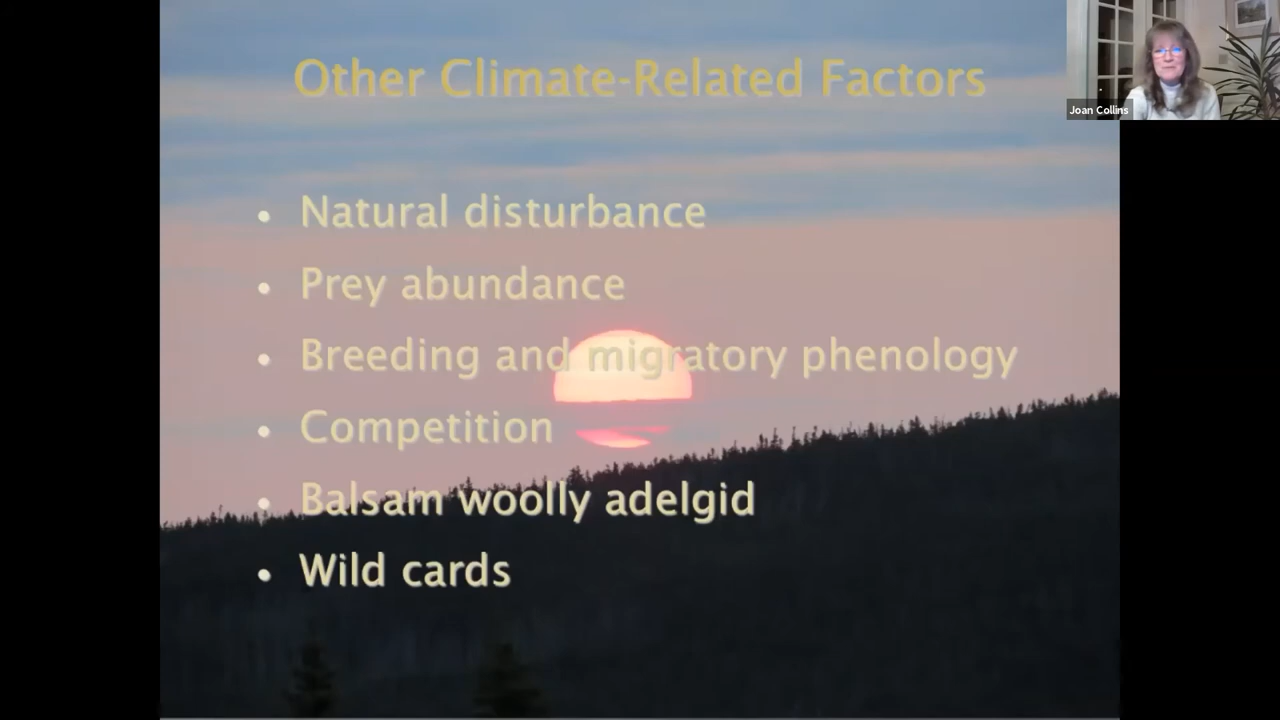 Other Climate-Related Factors
Joan Collins
• Natural disturbance
• Prey abundance
• Breeding and migratory phenology
• Competition
• Balsam woolly adelgid
• Wild cards